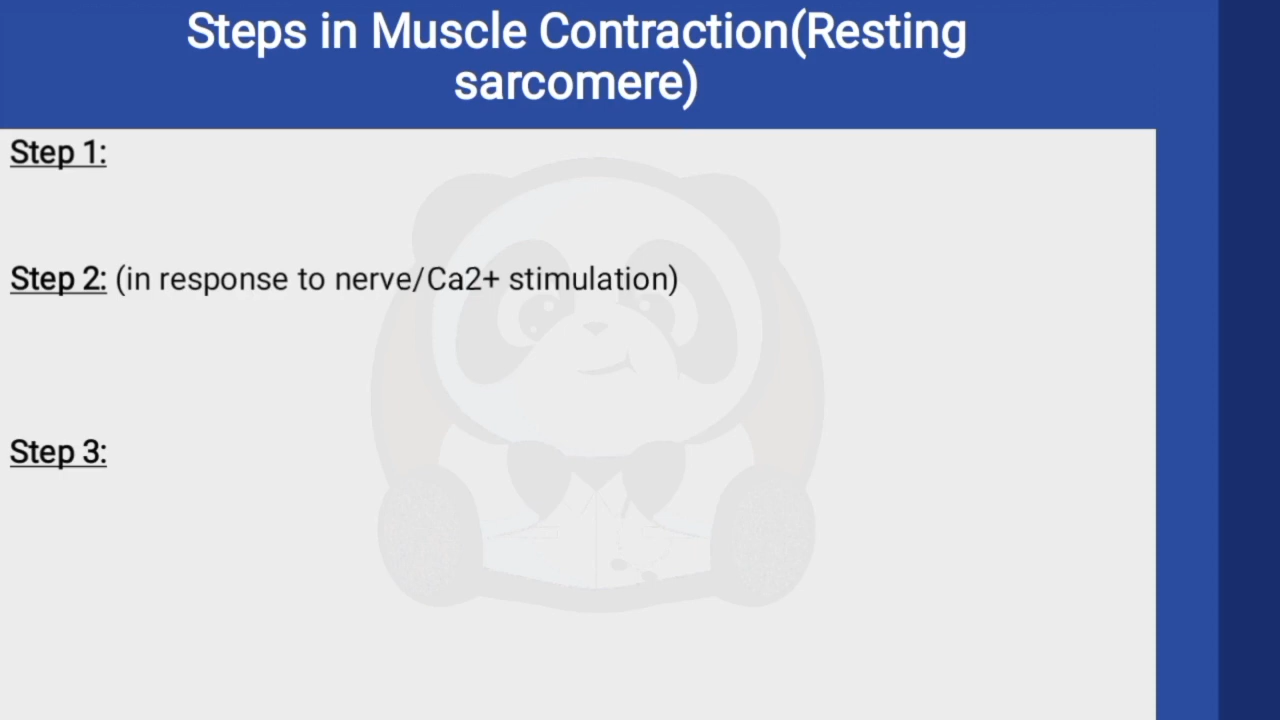 Steps in Muscle Contraction(Resting
sarcomere)
Step 1:
Step 2: (in response to nerve/Ca2+ stimulation)
Step 3: